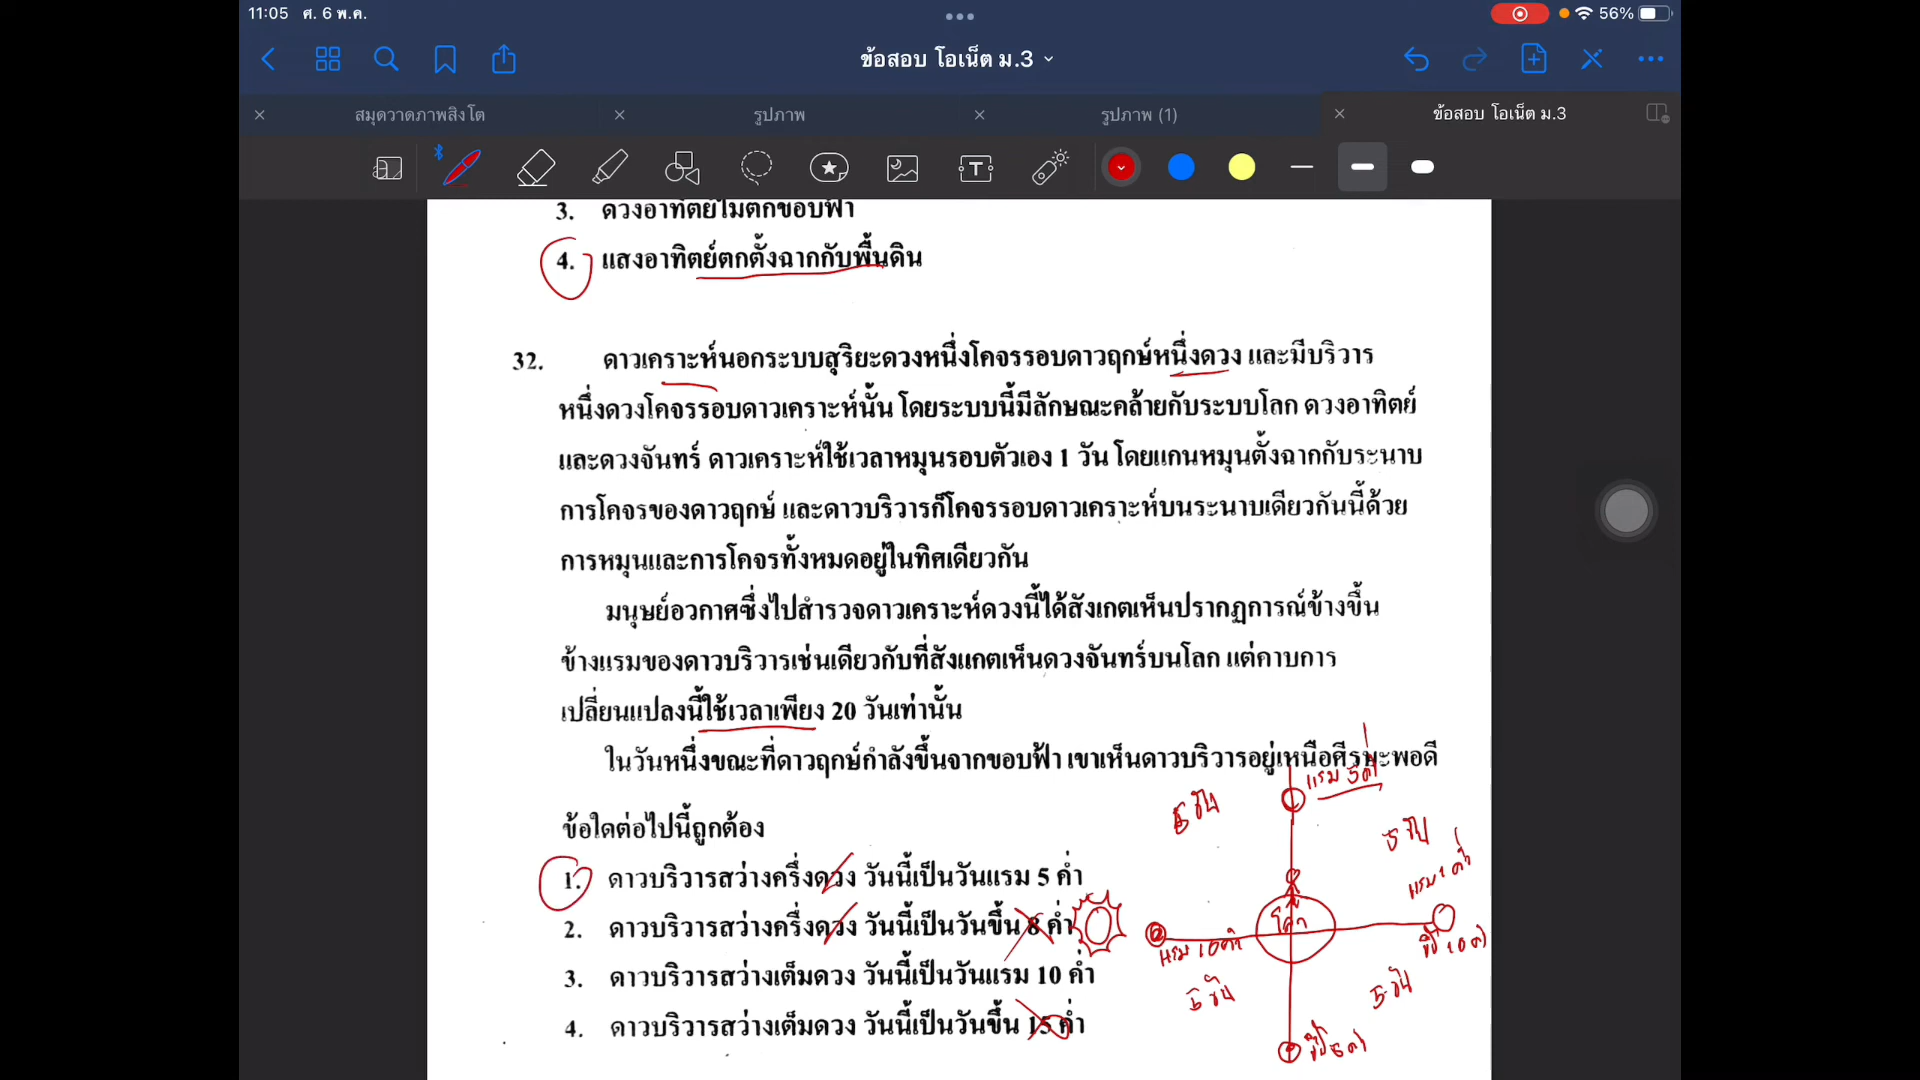 11:05 ศ. 6 พ.ค.
56%
ข้อสอบ โอเน็ต ม.3
สมุดวาดภาพสิงโต
รูปภาพ
รูปภาพ (1)
ข้อสอบ โอเน็ต ม.3
3. ดวงอาทิตย์ไม่ตกขอบฟ้า
4. แสงอาทิตย์ตกตั้งฉากกับพื้นดิน
32. ดาวเคราะห์นอกระบบสุริยะดวงหนึ่งโคจรรอบดาวฤกษ์หนึ่งดวง และมีบริวาร
หนึ่งดวงโคจรรอบดาวเคราะห์นั้น โดยระบบนี้มีลักษณะคล้ายกับระบบโลก ดวงอาทิตย์
และดวงจันทร์ ดาวเคราะห์ใช้เวลาหมุนรอบตัวเอง 1 วัน โดยแกนหมุนตั้งฉากกับระนาบ
การโคจรของดาวฤกษ์ และดาวบริวารก็โคจรรอบดาวเคราะห์บนระนาบเดียวกันนี้ด้วย
การหมุนและการโคจรทั้งหมดอยู่ในทิศเดียวกัน
มนุษย์อวกาศซึ่งไปสำรวจดาวเคราะห์ดวงนี้ได้สังเกตเห็นปรากฏการณ์ข้างขึ้น
ข้างแรมของดาวบริวารเช่นเดียวกับที่สังเกตเห็นดวงจันทร์บนโลก แต่คาบการ
เปลี่ยนแปลงนี้ใช้เวลาเพียง 20 วันเท่านั้น
ในวันหนึ่งขณะที่ดาวฤกษ์กำลังขึ้นจากขอบฟ้า เขาเห็นดาวบริวารอยู่เหนือศีรษะพอดี
แรม 5 ค่ำ
5 วัน
5 วัน
ข้อใดต่อไปนี้ถูกต้อง
1. ดาวบริวารสว่างครึ่งดวง วันนี้เป็นวันแรม 5 ค่ำ
แรม 1 ค่ำ
2. ดาวบริวารสว่างครึ่งดวง วันนี้เป็นวันขึ้น 8 ค่ำ
แรม 10 ค่ำ
ขึ้น 10 ค่ำ
3. ดาวบริวารสว่างเต็มดวง วันนี้เป็นวันแรม 10 ค่ำ
5 วัน
5 วัน
4. ดาวบริวารสว่างเต็มดวง วันนี้เป็นวันขึ้น 15 ค่ำ
ขึ้น 5 ค่ำ